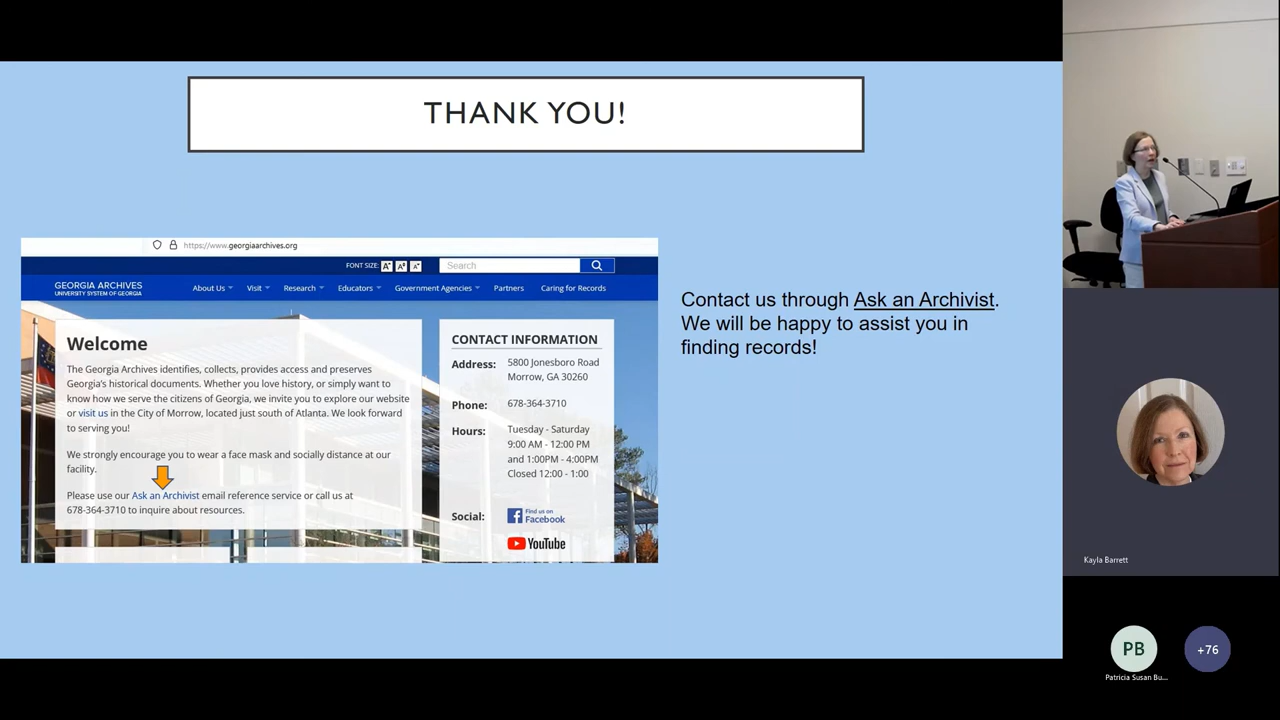 THANK YOU!
https://www.georgiaarchives.org
FONT SIZE: A+ A0 A-
Search
GEORGIA ARCHIVES
UNIVERSITY SYSTEM OF GEORGIA
About Us Visit Research Educators Government Agencies Partners Caring for Records
Welcome
The Georgia Archives identifies, collects, provides access and preserves
Georgia's historical documents. Whether you love history, or simply want to
know how we serve the citizens of Georgia, we invite you to explore our website
or visit us in the City of Morrow, located just south of Atlanta. We look forward
to serving you!
We strongly encourage you to wear a face mask and socially distance at our
facility.
Please use our Ask an Archivist email reference service or call us at
678-364-3710 to inquire about resources.
CONTACT INFORMATION
Address: 5800 Jonesboro Road
Morrow, GA 30260
Phone: 678-364-3710
Hours: Tuesday - Saturday
9:00 AM - 12:00 PM
and 1:00PM - 4:00PM
Closed 12:00 - 1:00
Social: Find us on
Facebook
YouTube
Contact us through Ask an Archivist.
We will be happy to assist you in
finding records!
Kayla Barrett
PB
+76
Patricia Susan Bu...